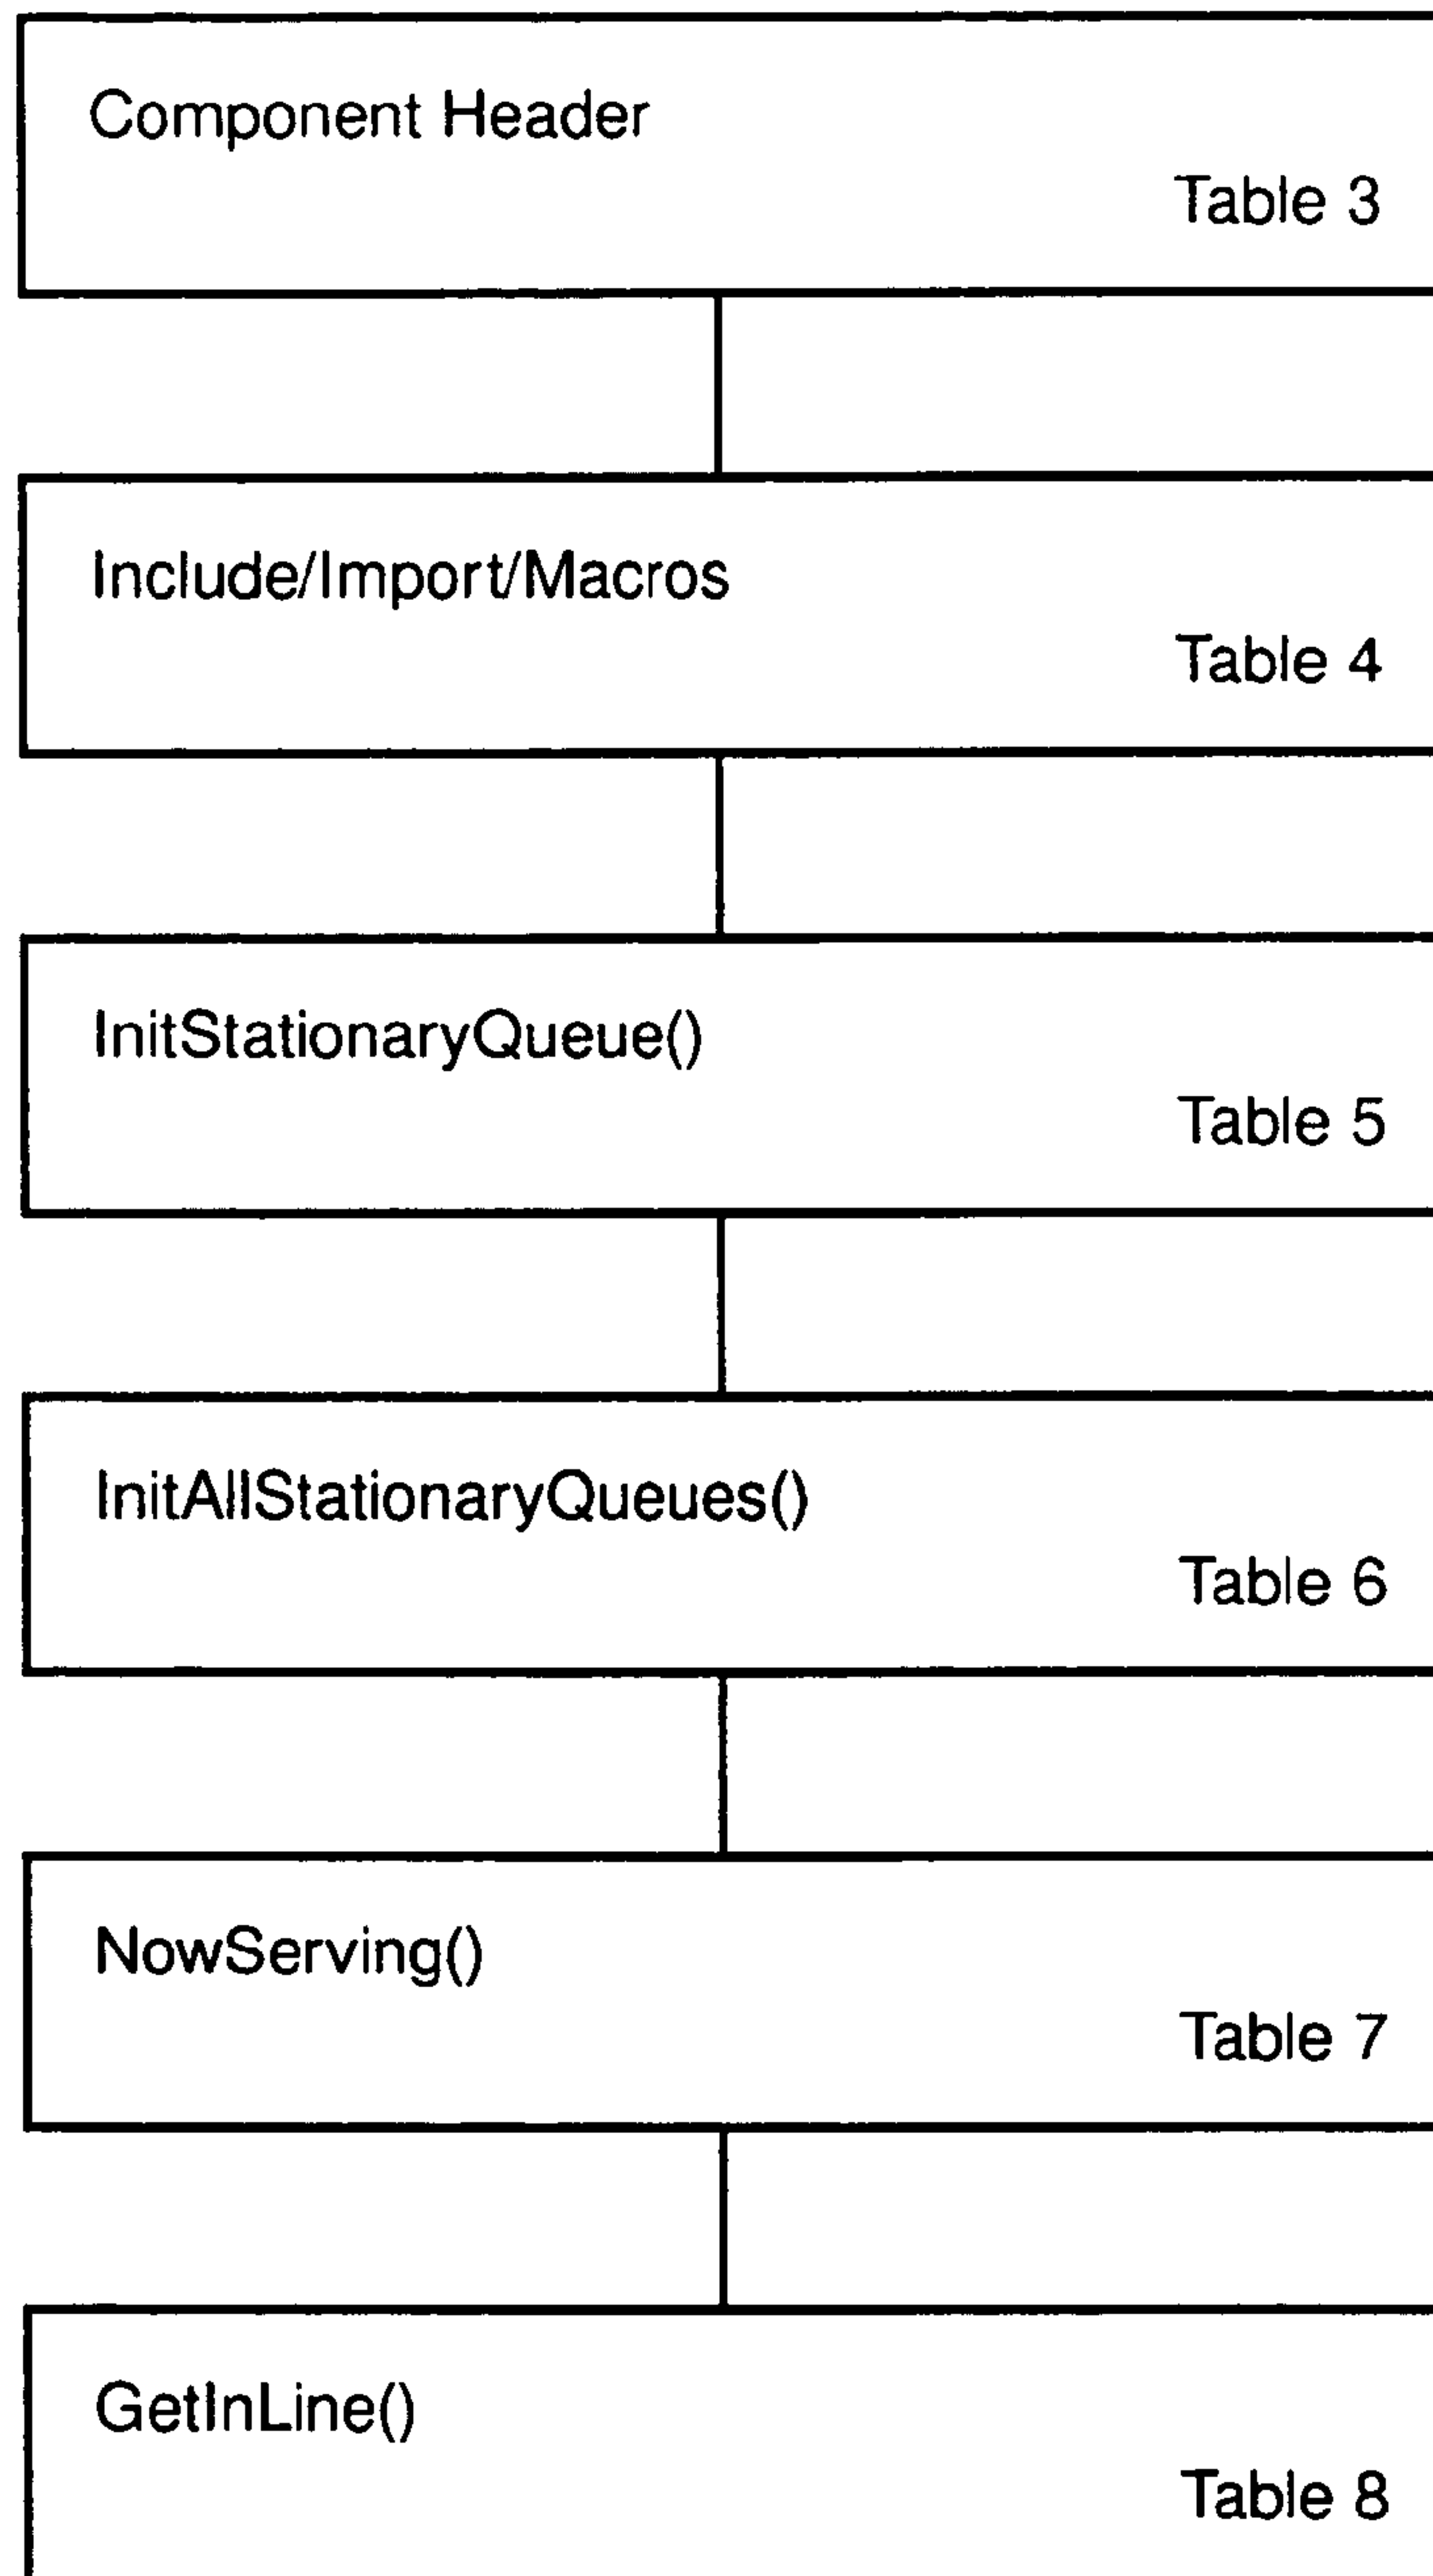 Component Header
Table 3
Include/Import/Macros
Table 4
InitStationaryQueue()
Table 5
InitAllStationaryQueues()
Table 6
NowServing()
Table 7
GetInLine()
Table 8